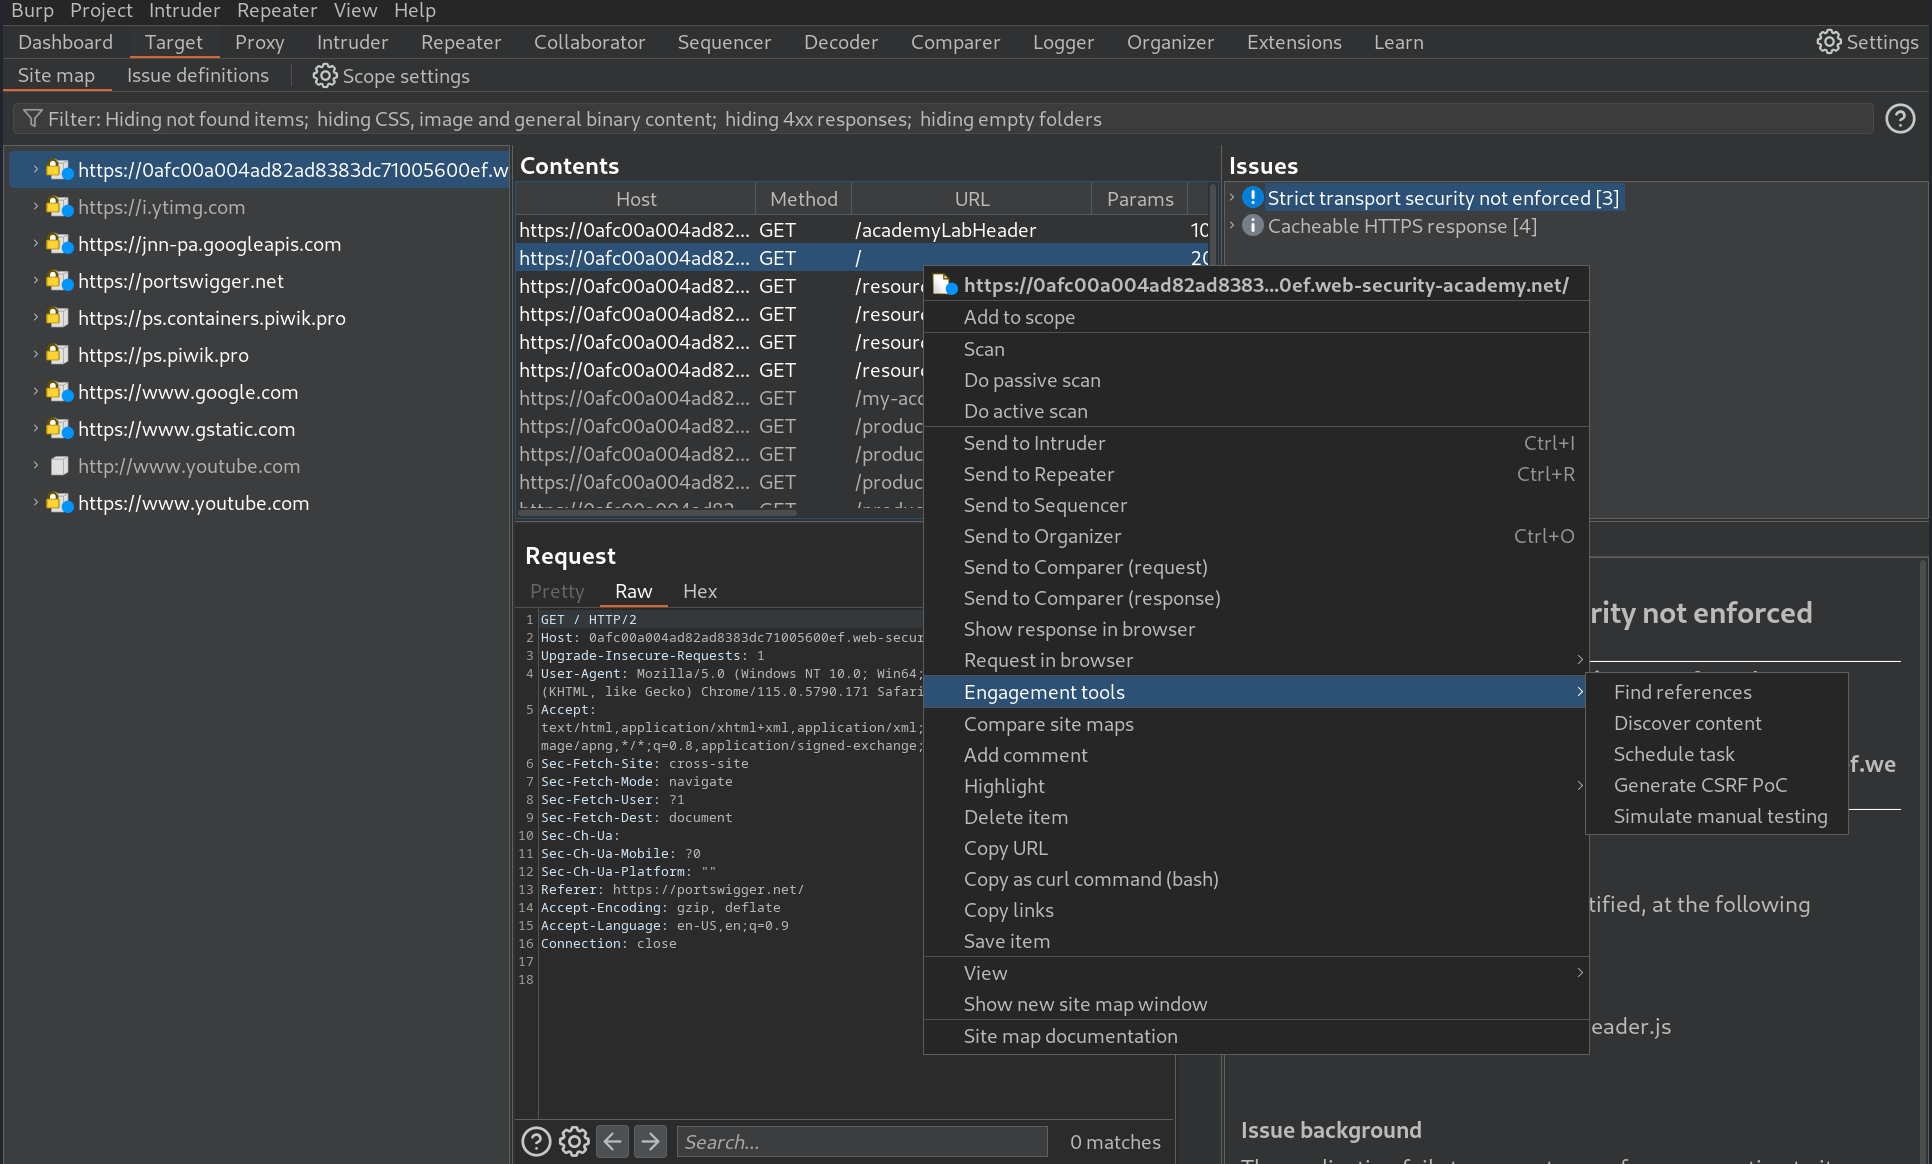 Burp Project Intruder Repeater View Help
Dashboard Target Proxy Intruder Repeater Collaborator Sequencer Decoder Comparer Logger Organizer Extensions Learn Settings
Site map Issue definitions Scope settings
Filter: Hiding not found items; hiding CSS, image and general binary content; hiding 4xx responses; hiding empty folders
https://0afc00a004ad82ad8383dc71005600ef.w
https://i.ytimg.com
https://jnn-pa.googleapis.com
https://portswigger.net
https://ps.containers.piwik.pro
https://ps.piwik.pro
https://www.google.com
https://www.gstatic.com
http://www.youtube.com
https://www.youtube.com
Contents
Host Method URL Params
https://0afc00a004ad82... GET /academyLabHeader 10
https://0afc00a004ad82... GET / 20
https://0afc00a004ad82... GET /resour
https://0afc00a004ad82... GET /resour
https://0afc00a004ad82... GET /resour
https://0afc00a004ad82... GET /resour
https://0afc00a004ad82... GET /my-acc
https://0afc00a004ad82... GET /produc
https://0afc00a004ad82... GET /produc
https://0afc00a004ad82... GET /produc
Issues
Strict transport security not enforced [3]
Cacheable HTTPS response [4]
https://0afc00a004ad82ad8383...0ef.web-security-academy.net/
Add to scope
Scan
Do passive scan
Do active scan
Send to Intruder Ctrl+I
Send to Repeater Ctrl+R
Send to Sequencer
Send to Organizer Ctrl+O
Send to Comparer (request)
Send to Comparer (response)
Show response in browser
Request in browser
Engagement tools
Compare site maps
Add comment
Highlight
Delete item
Copy URL
Copy as curl command (bash)
Copy links
Save item
View
Show new site map window
Site map documentation
Find references
Discover content
Schedule task
Generate CSRF PoC
Simulate manual testing
Request
Pretty Raw Hex
1 GET / HTTP/2
2 Host: 0afc00a004ad82ad8383dc71005600ef.web-secur
3 Upgrade-Insecure-Requests: 1
4 User-Agent: Mozilla/5.0 (Windows NT 10.0; Win64;
(KHTML, like Gecko) Chrome/115.0.5790.171 Safari
5 Accept:
text/html,application/xhtml+xml,application/xml;
mage/apng,*/*;q=0.8,application/signed-exchange;
6 Sec-Fetch-Site: cross-site
7 Sec-Fetch-Mode: navigate
8 Sec-Fetch-User: ?1
9 Sec-Fetch-Dest: document
10 Sec-Ch-Ua:
11 Sec-Ch-Ua-Mobile: ?0
12 Sec-Ch-Ua-Platform: ""
13 Referer: https://portswigger.net/
14 Accept-Encoding: gzip, deflate
15 Accept-Language: en-US,en;q=0.9
16 Connection: close
17
18
Search... 0 matches
rity not enforced
f.we
tified, at the following
eader.js
Issue background